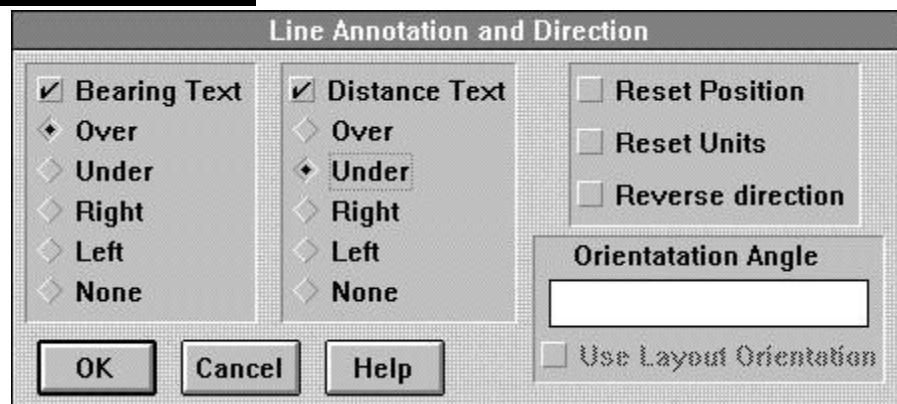 Line Annotation and Direction
Bearing Text
Over
Under
Right
Left
None
Distance Text
Over
Under
Right
Left
None
Reset Position
Reset Units
Reverse direction
Orientatation Angle
Use Layout Orientation
OK
Cancel
Help